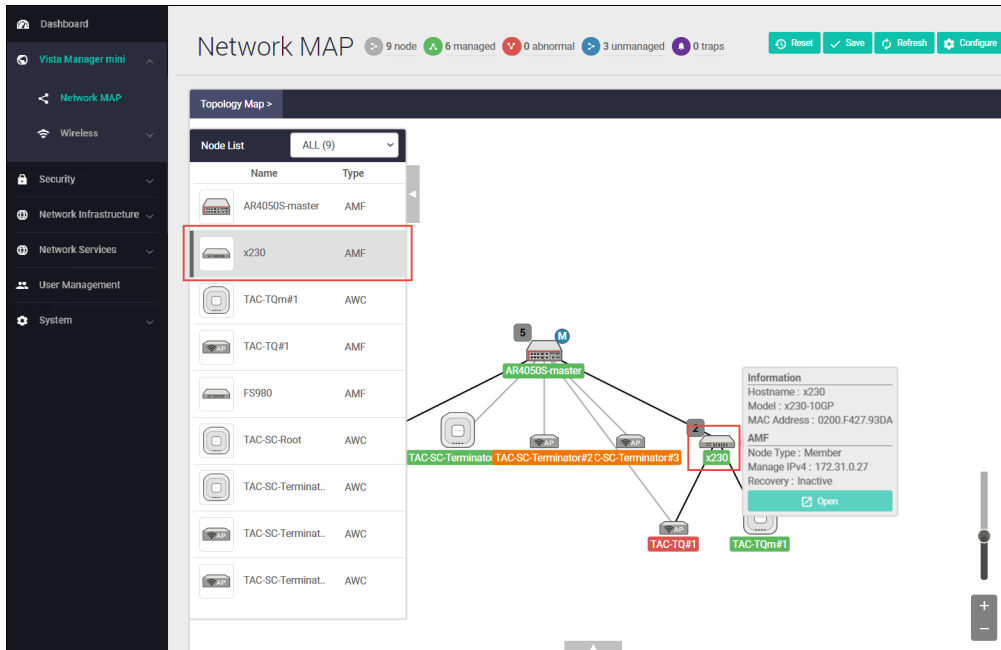 Dashboard
Vista Manager mini
Network MAP
Wireless
Security
Network Infrastructure
Network Services
User Management
System
Network MAP 9 node 6 managed 0 abnormal 3 unmanaged 0 traps
Reset Save Refresh Configure
Topology Map >
Node List ALL (9)
Name Type
AR4050S-master AMF
x230 AMF
TAC-TQm#1 AWC
AP TAC-TQ#1 AMF
FS980 AMF
TAC-SC-Root AWC
TAC-SC-Terminat.. AWC
AP TAC-SC-Terminat.. AWC
AP TAC-SC-Terminat.. AWC
5 M
AR4050S-master
AP AP
TAC-SC-Terminato TAC-SC-Terminator#2 C-SC-Terminator#3
2
x230
Information
Hostname : x230
Model : x230-10GP
MAC Address : 0200.F427.93DA
AMF
Node Type : Member
Manage IPv4 : 172.31.0.27
Recovery : Inactive
Open
AP
TAC-TQ#1 TAC-TQm#1
+
−